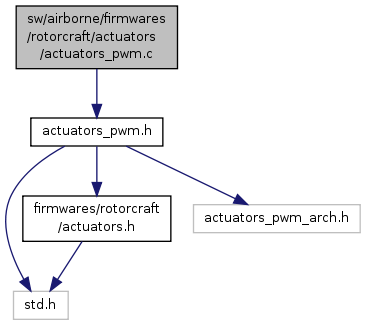 sw/airborne/firmwares
/rotorcraft/actuators
/actuators_pwm.c
actuators_pwm.h
firmwares/rotorcraft
/actuators.h
actuators_pwm_arch.h
std.h